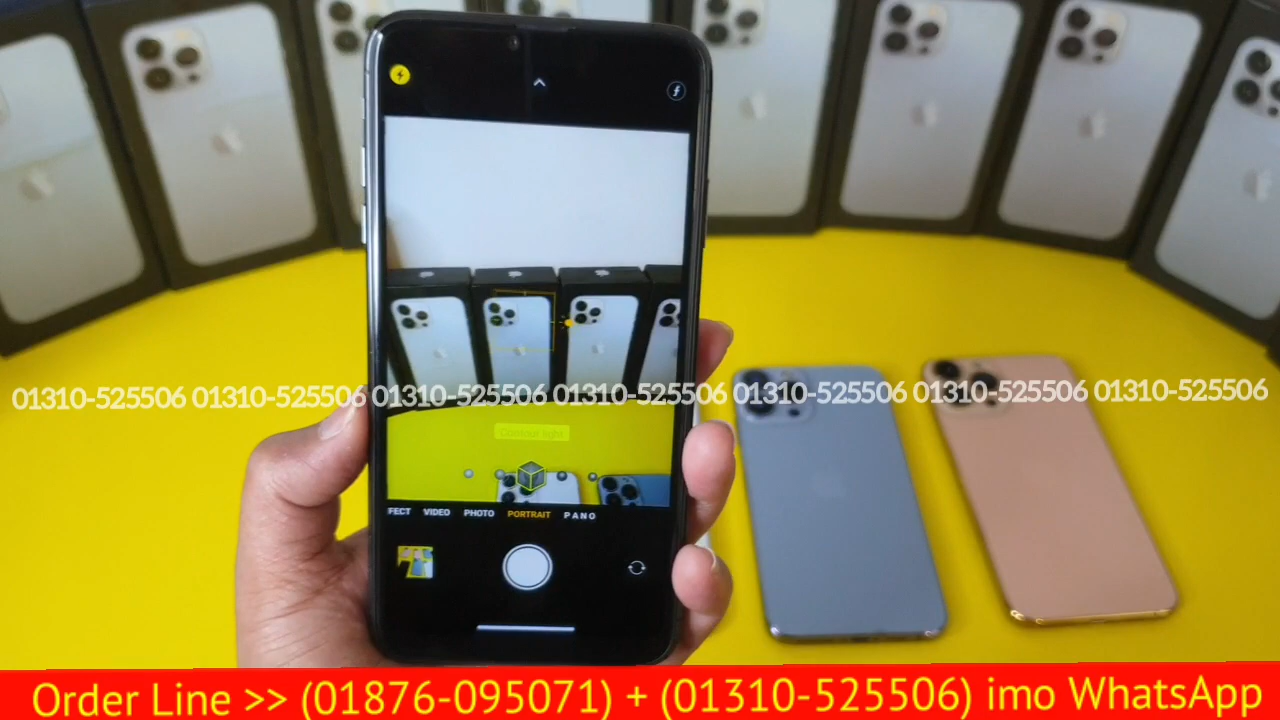 FECT VIDEO PHOTO PORTRAIT PANO
01310-525506 01310-525506 01310-525506 01310-525506 01310-525506 01310-525506 01310-525506
Order Line >> (01876-095071) + (01310-525506) imo WhatsApp